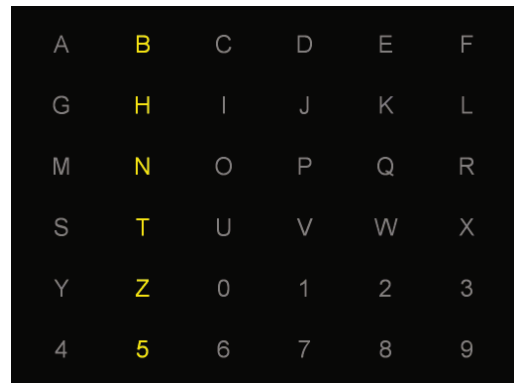 A B C D E F
G H I J K L
M N O P Q R
S T U V W X
Y Z 0 1 2 3
4 5 6 7 8 9